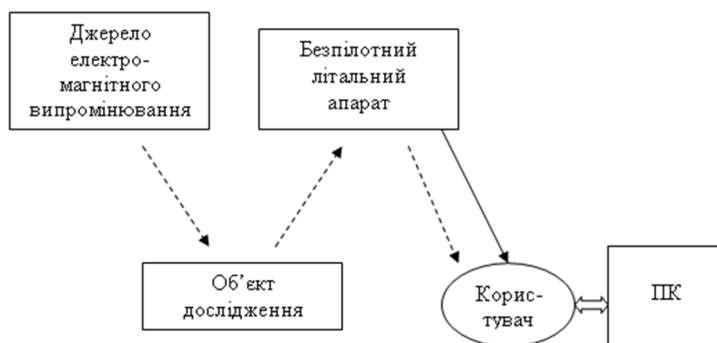 Джерело
електро-
магнітного
випромінювання
Безпілотний
літальний
апарат
Об’єкт
дослідження
Корис-
тувач
ПК